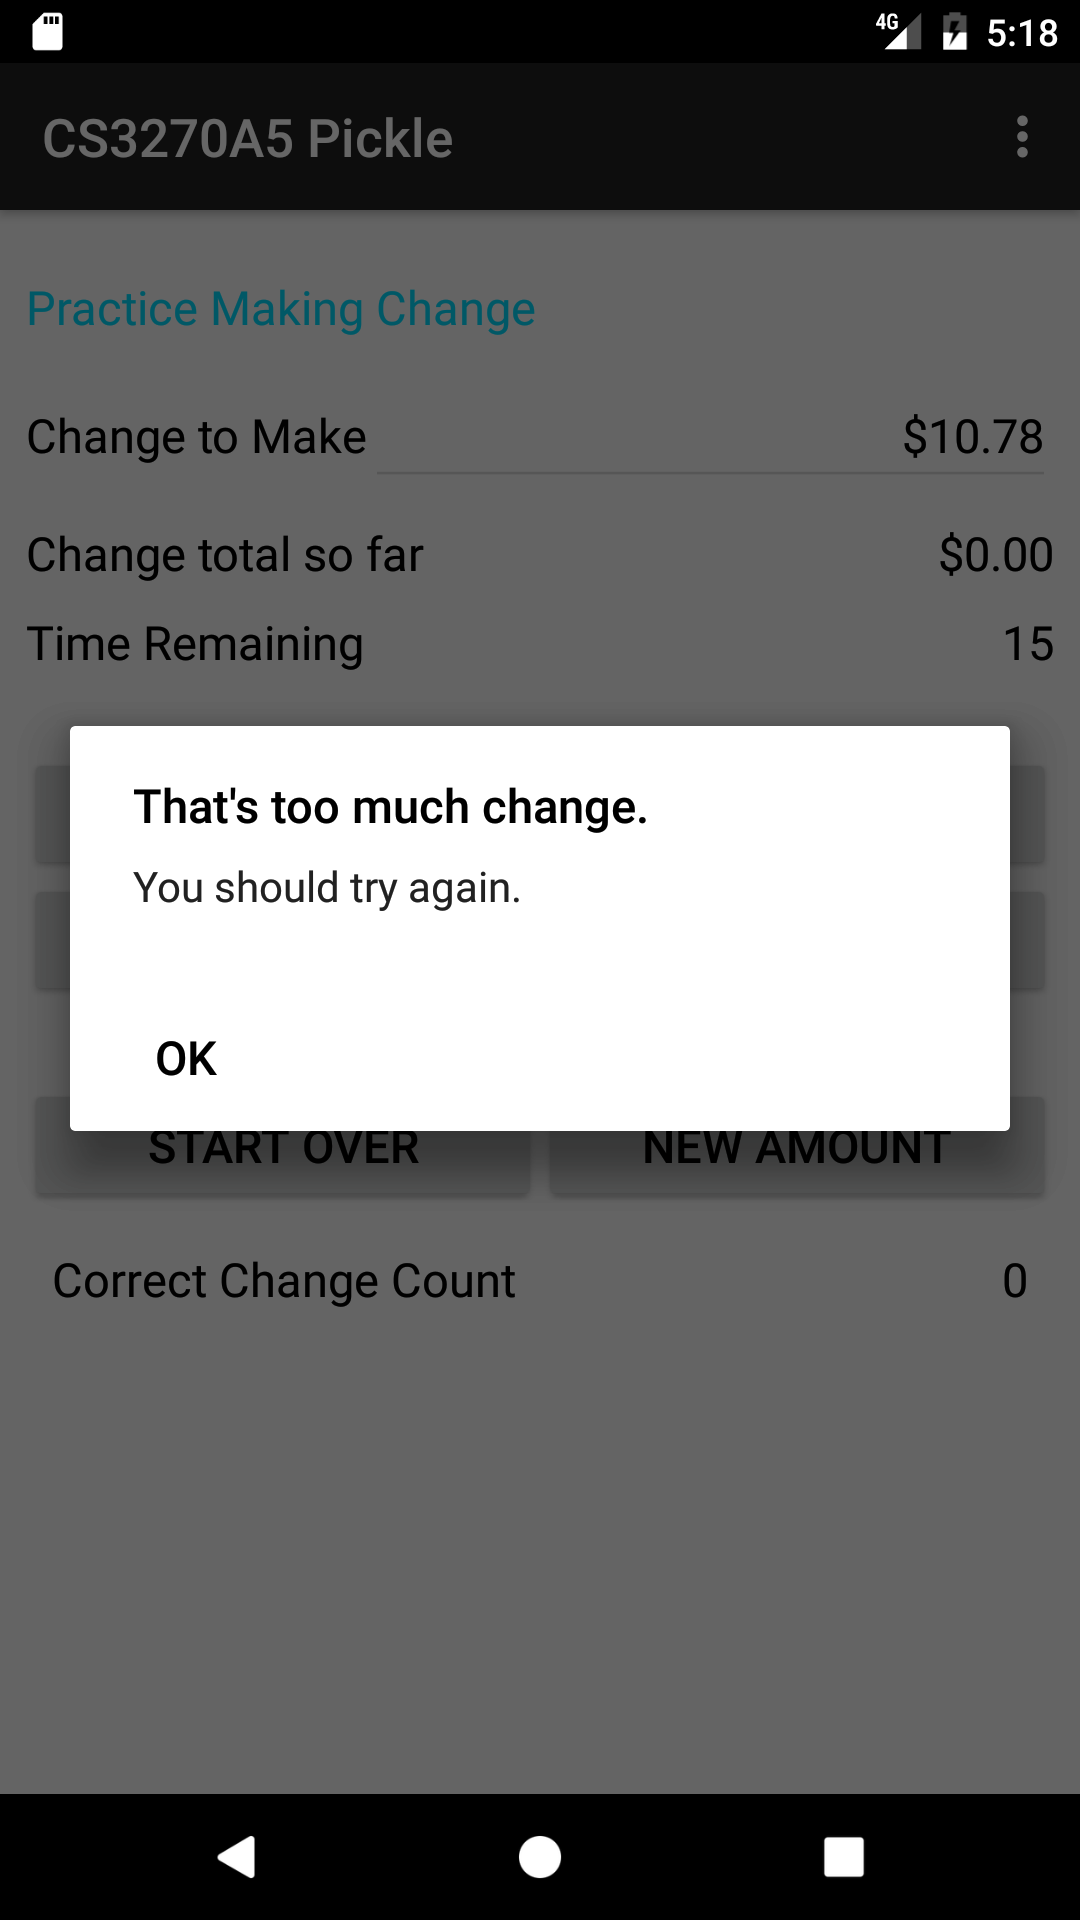 4G 5:18
CS3270A5 Pickle
Practice Making Change
Change to Make $10.78
Change total so far $0.00
Time Remaining 15
That's too much change.
You should try again.
OK
START OVER NEW AMOUNT
Correct Change Count 0